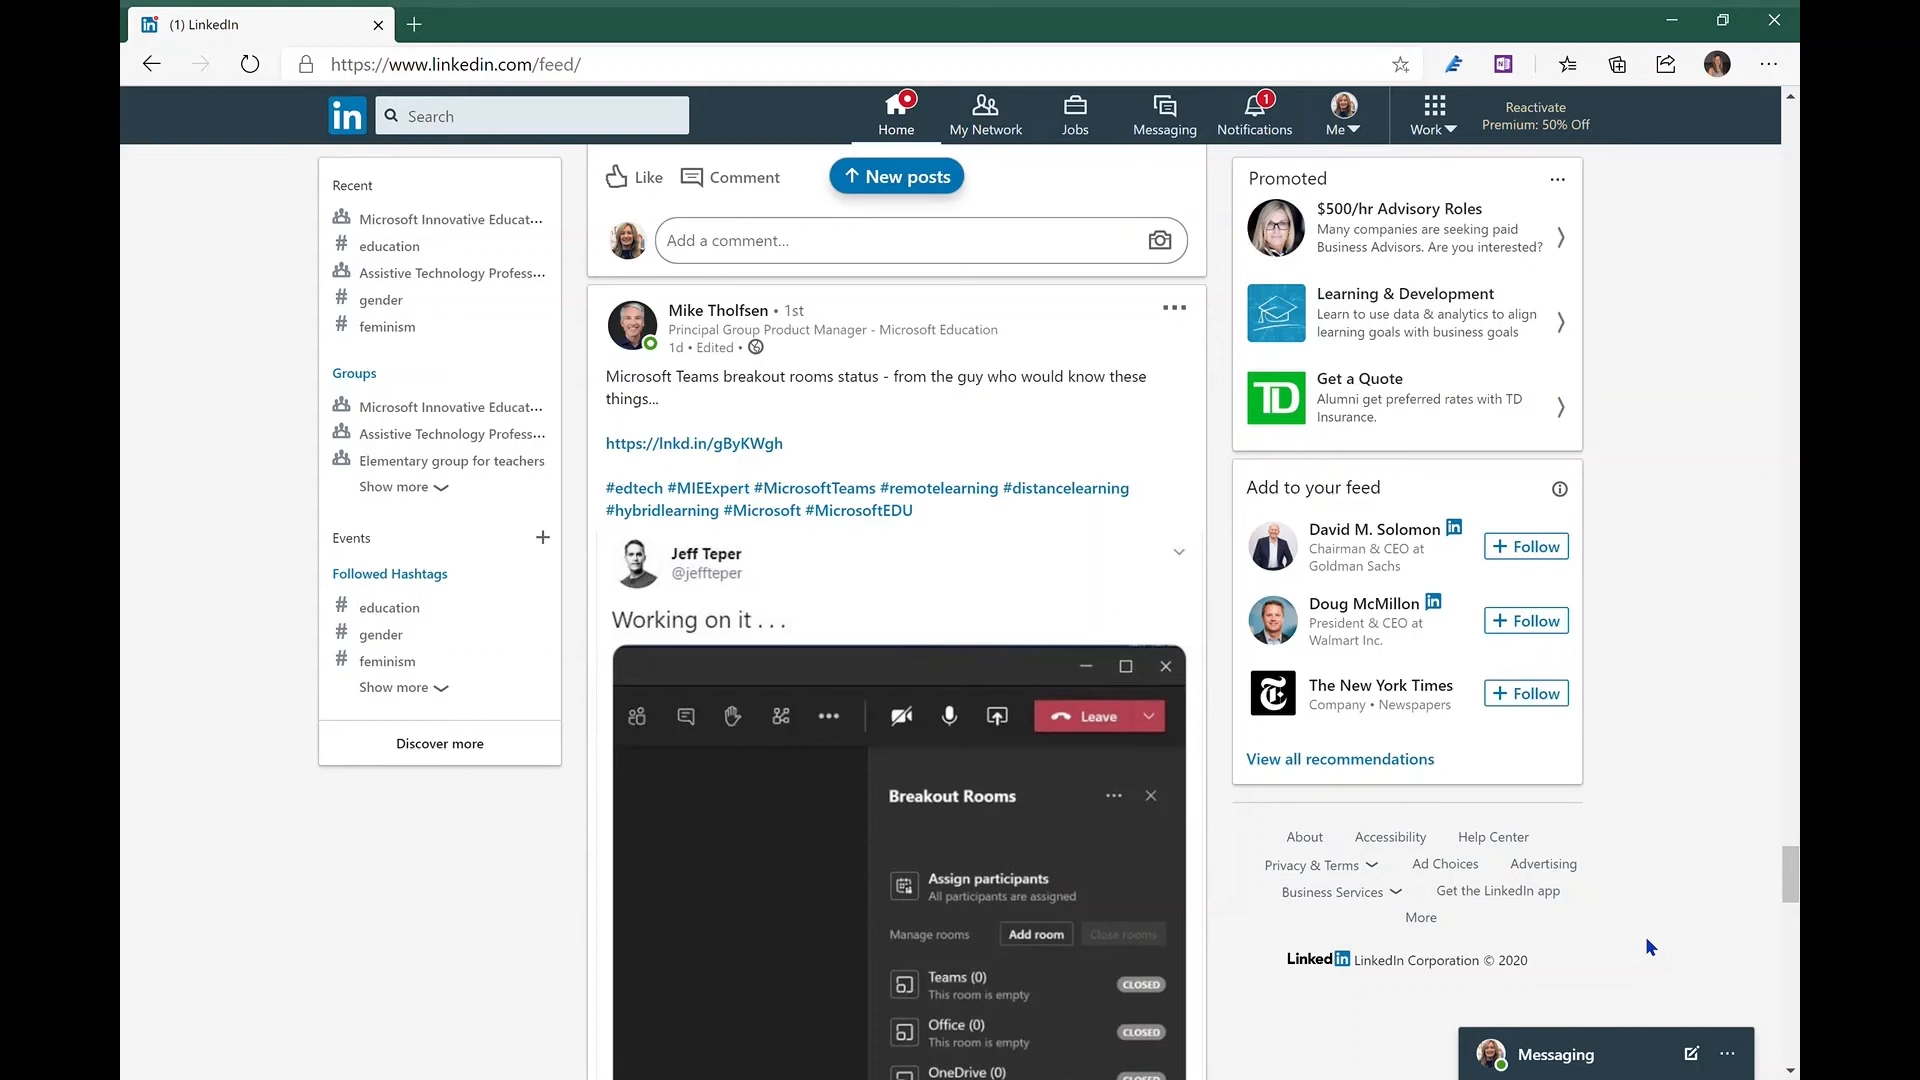 (1) LinkedIn
https://www.linkedin.com/feed/
in
Search
Home
My Network
Jobs
Messaging
1
Notifications
Me
Work
Reactivate
Premium: 50% Off
Recent
Microsoft Innovative Educat...
# education
Assistive Technology Profess...
# gender
# feminism
Groups
Microsoft Innovative Educat...
Assistive Technology Profess...
Elementary group for teachers
Show more
Events
Followed Hashtags
# education
# gender
# feminism
Show more
Discover more
Like
Comment
New posts
Add a comment...
Mike Tholfsen • 1st
Principal Group Product Manager - Microsoft Education
1d • Edited •
Microsoft Teams breakout rooms status - from the guy who would know these
things...
https://lnkd.in/gByKWgh
#edtech #MIEExpert #MicrosoftTeams #remotelearning #distancelearning
#hybridlearning #Microsoft #MicrosoftEDU
Jeff Teper
@jeffteper
Working on it . . .
Leave
Breakout Rooms
Assign participants
All participants are assigned
Manage rooms
Add room
Close rooms
Teams (0)
This room is empty
CLOSED
Office (0)
This room is empty
CLOSED
OneDrive (0)
CLOSED
Promoted
$500/hr Advisory Roles
Many companies are seeking paid
Business Advisors. Are you interested?
Learning & Development
Learn to use data & analytics to align
learning goals with business goals
TD
Get a Quote
Alumni get preferred rates with TD
Insurance.
Add to your feed
David M. Solomon in
Chairman & CEO at
Goldman Sachs
+ Follow
Doug McMillon in
President & CEO at
Walmart Inc.
+ Follow
The New York Times
Company • Newspapers
+ Follow
View all recommendations
About
Accessibility
Help Center
Privacy & Terms
Ad Choices
Advertising
Business Services
Get the LinkedIn app
More
LinkedIn LinkedIn Corporation © 2020
Messaging